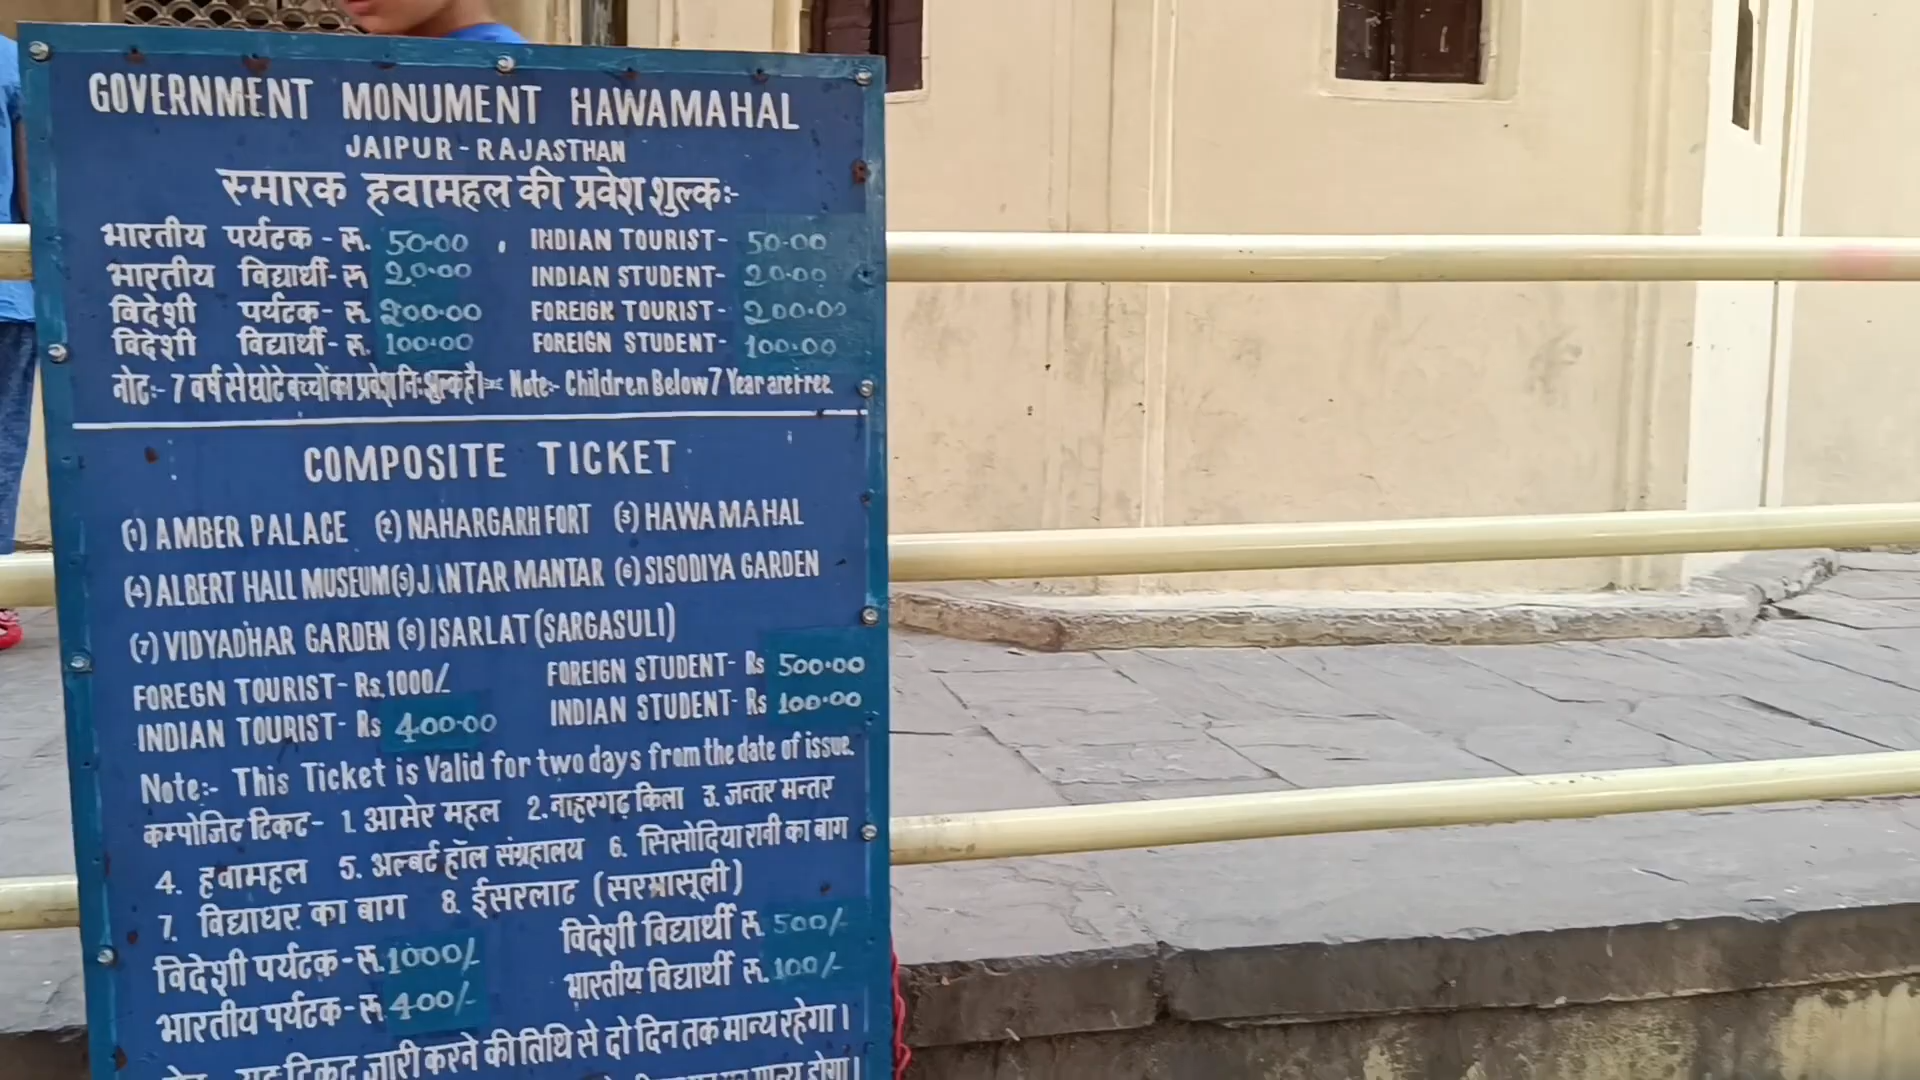 GOVERNMENT MONUMENT HAWAMAHAL
JAIPUR-RAJASTHAN
स्मारक हवामहल की प्रवेश शुल्क:-
भारतीय पर्यटक - रू. 50.00 INDIAN TOURIST- 50.00
भारतीय विद्यार्थी- रू 20.00 INDIAN STUDENT- 20.00
विदेशी पर्यटक- रू. 200.00 FOREIGN TOURIST- 200.00
विदेशी विद्यार्थी- रू. 100.00 FOREIGN STUDENT- 100.00
नोट:- 7 वर्ष से छोटे बच्चों का प्रवेश नि:शुल्क है। Note:- Children Below 7 Year are free.
COMPOSITE TICKET
(1) AMBER PALACE (2) NAHARGARH FORT (3) HAWAMAHAL
(4) ALBERT HALL MUSEUM (5) JANTAR MANTAR (6) SISODIYA GARDEN
(7) VIDYADHAR GARDEN (8) ISARLAT (SARGASULI)
FOREGN TOURIST- Rs. 1000/- FOREIGN STUDENT- Rs 500.00
INDIAN TOURIST- Rs 400.00 INDIAN STUDENT- Rs 100.00
Note:- This Ticket is Valid for two days from the date of issue.
कम्पोजिट टिकट- 1. आमेर महल 2. नाहरगढ़ किला 3. जन्तर मन्तर
4. हवामहल 5. अल्बर्ट हॉल संग्रहालय 6. सिसोदिया रानी का बाग
7. विद्याधर का बाग 8. ईसरलाट (सरगासूली)
विदेशी पर्यटक- रू. 1000/- विदेशी विद्यार्थी रू. 500/-
भारतीय पर्यटक- रू 400/- भारतीय विद्यार्थी रू. 100/-
यह टिकट जारी करने की तिथि से दो दिन तक मान्य रहेगा।